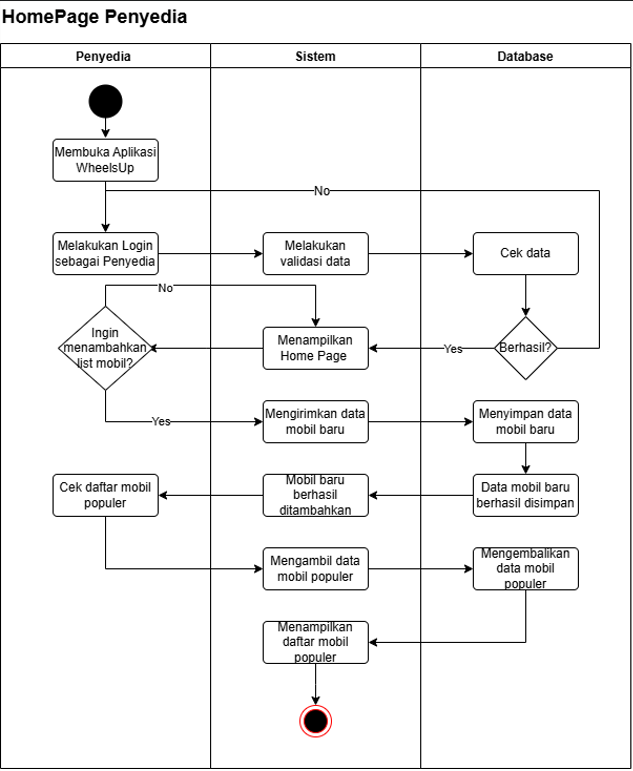 HomePage Penyedia
Penyedia
Sistem
Database
Membuka Aplikasi
WheelsUp
No
Melakukan Login
sebagai Penyedia
Melakukan
validasi data
Cek data
No
Ingin
menambahkan
list mobil?
Menampilkan
Home Page
Yes
Berhasil?
Yes
Mengirimkan data
mobil baru
Menyimpan data
mobil baru
Cek daftar mobil
populer
Mobil baru
berhasil
ditambahkan
Data mobil baru
berhasil disimpan
Mengambil data
mobil populer
Mengembalikan
data mobil
populer
Menampilkan
daftar mobil
populer